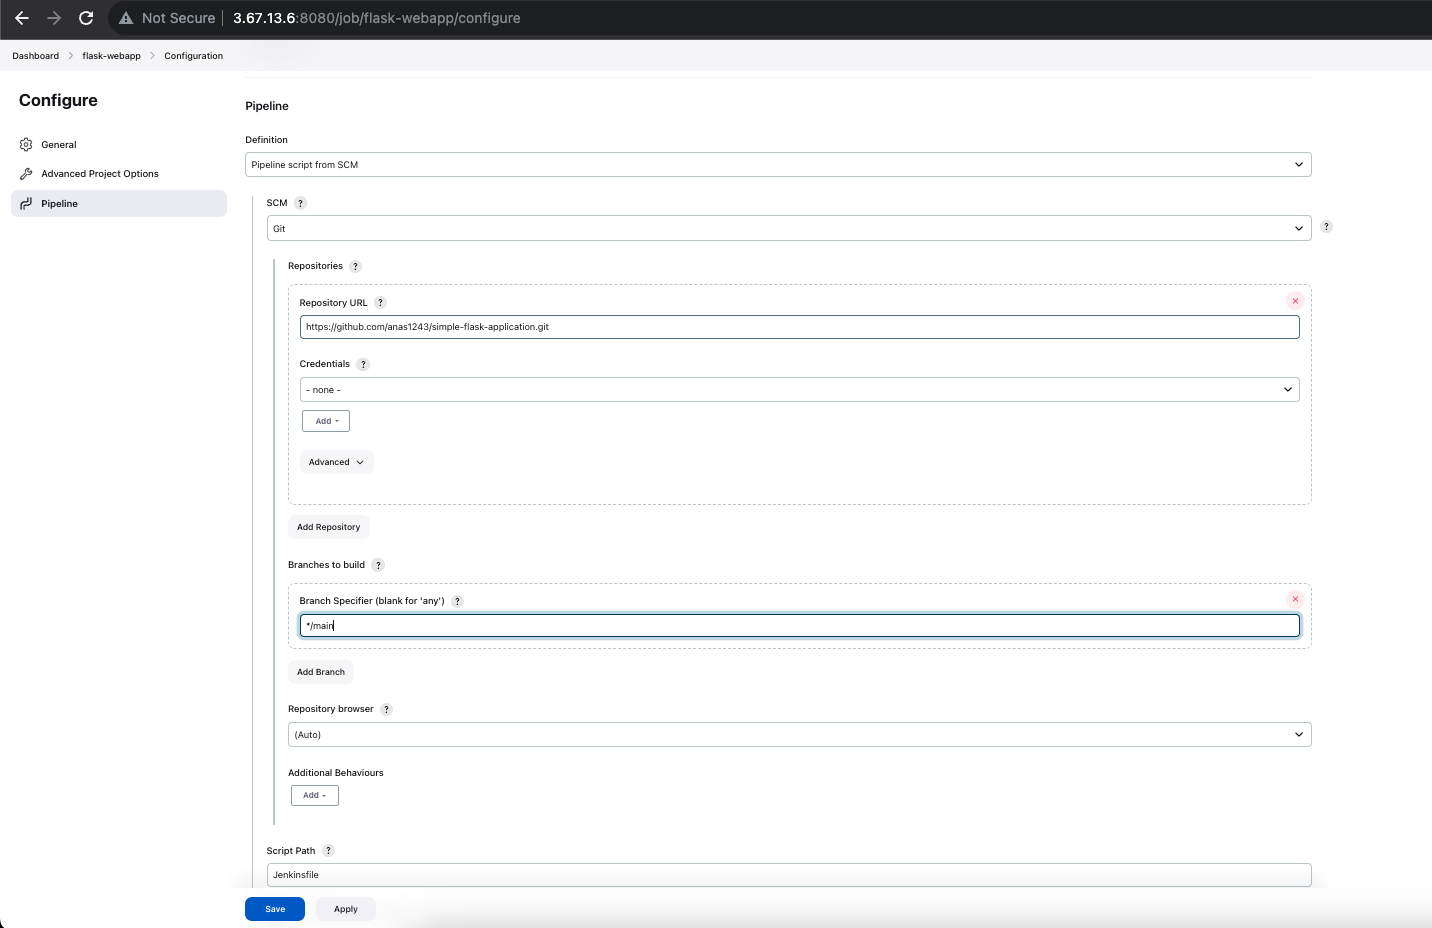 Not Secure | 3.67.13.6:8080/job/flask-webapp/configure
Dashboard > flask-webapp > Configuration
Configure
General
Advanced Project Options
Pipeline
Pipeline
Definition
Pipeline script from SCM
SCM ?
Git
?
Repositories ?
Repository URL ?
https://github.com/anas1243/simple-flask-application.git
Credentials ?
- none -
Add
Advanced
Add Repository
Branches to build ?
Branch Specifier (blank for 'any') ?
*/main
Add Branch
Repository browser ?
(Auto)
Additional Behaviours
Add
Script Path ?
Jenkinsfile
Save Apply